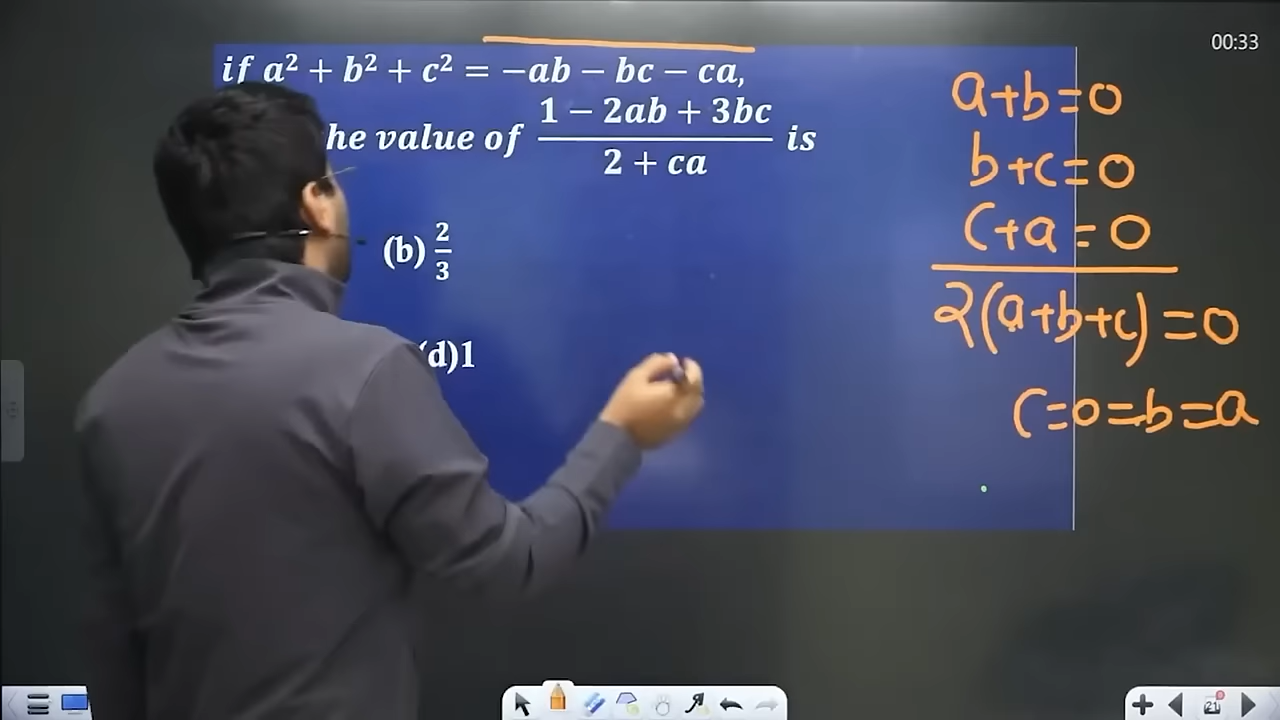 00:33
if a² + b² + c² = −ab − bc − ca,
he value of (1 − 2ab + 3bc)/(2 + ca) is
(b) 2/3
(d)1
a+b=0
b+c=0
c+a=0
2(a+b+c)=0
c=0=b=a
21